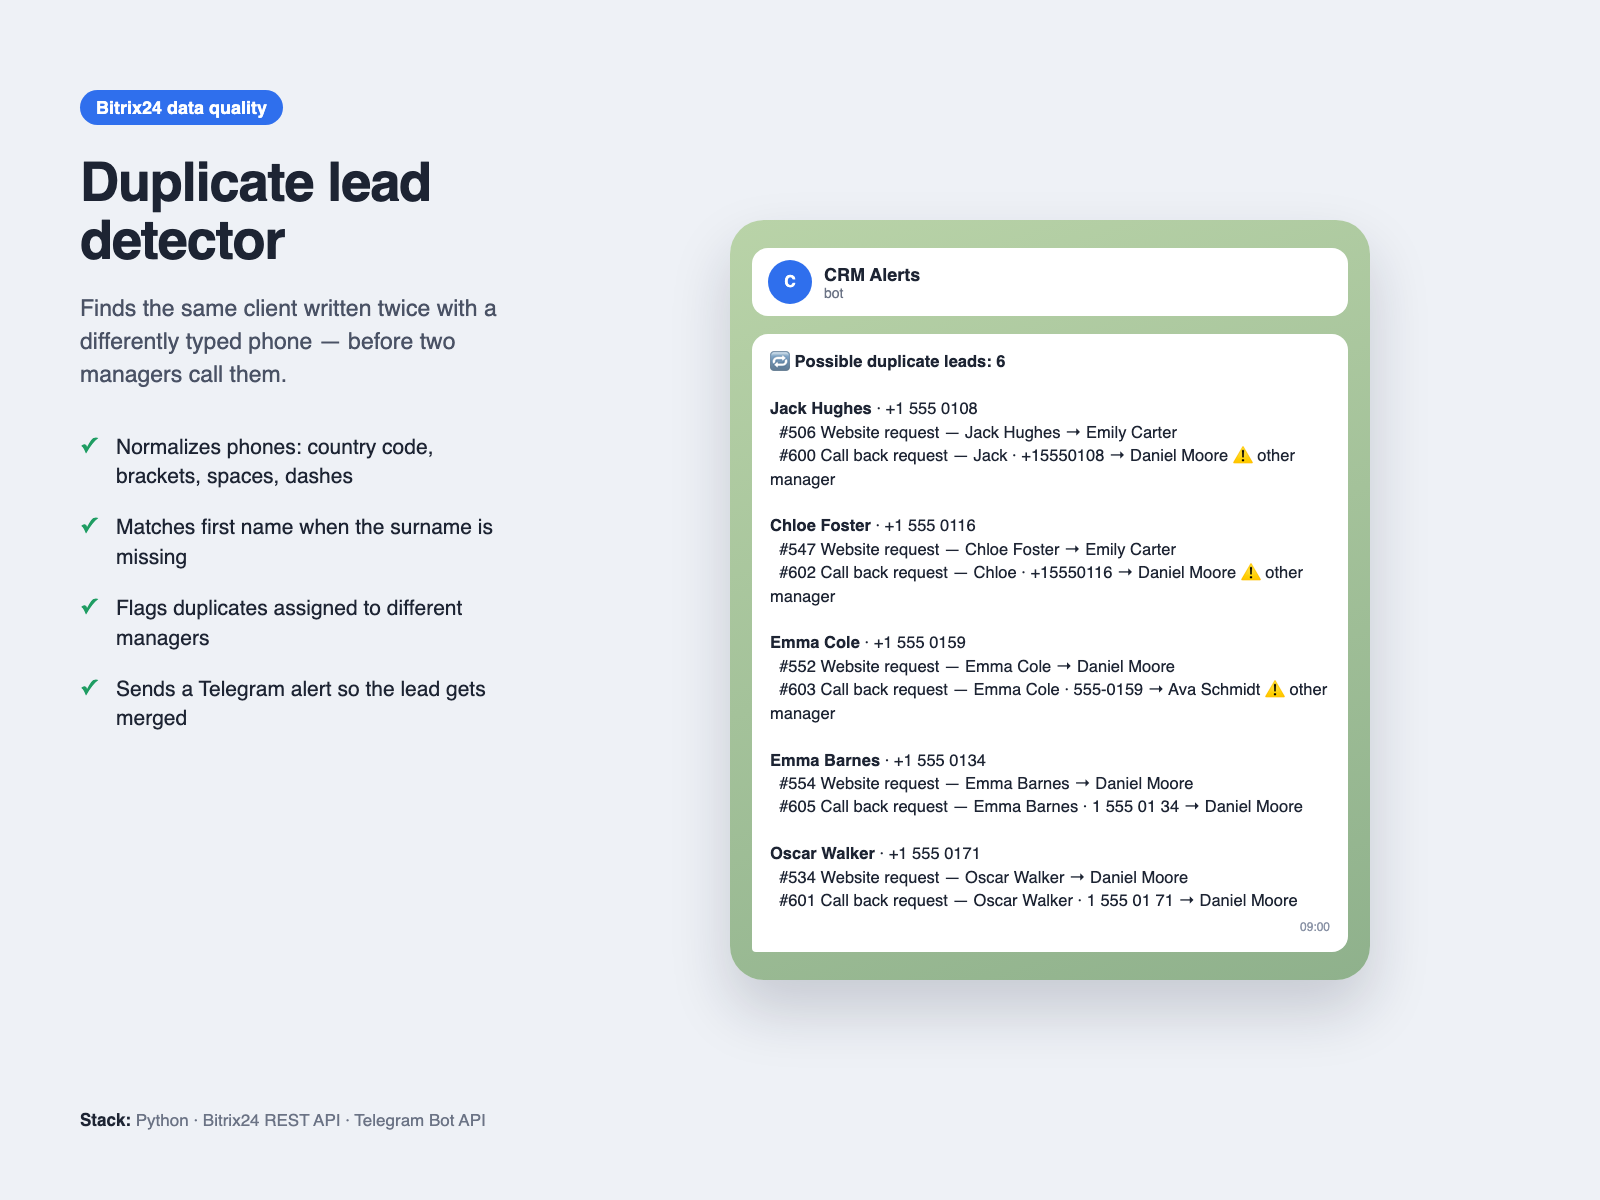 Bitrix24 data quality
Duplicate lead
detector
Finds the same client written twice with a
differently typed phone — before two
managers call them.
✔ Normalizes phones: country code,
brackets, spaces, dashes
✔ Matches first name when the surname is
missing
✔ Flags duplicates assigned to different
managers
✔ Sends a Telegram alert so the lead gets
merged
Stack: Python · Bitrix24 REST API · Telegram Bot API
C
CRM Alerts
bot
🔁 Possible duplicate leads: 6
Jack Hughes · +1 555 0108
#506 Website request — Jack Hughes → Emily Carter
#600 Call back request — Jack · +15550108 → Daniel Moore ⚠️ other
manager
Chloe Foster · +1 555 0116
#547 Website request — Chloe Foster → Emily Carter
#602 Call back request — Chloe · +15550116 → Daniel Moore ⚠️ other
manager
Emma Cole · +1 555 0159
#552 Website request — Emma Cole → Daniel Moore
#603 Call back request — Emma Cole · 555-0159 → Ava Schmidt ⚠️ other
manager
Emma Barnes · +1 555 0134
#554 Website request — Emma Barnes → Daniel Moore
#605 Call back request — Emma Barnes · 1 555 01 34 → Daniel Moore
Oscar Walker · +1 555 0171
#534 Website request — Oscar Walker → Daniel Moore
#601 Call back request — Oscar Walker · 1 555 01 71 → Daniel Moore
09:00